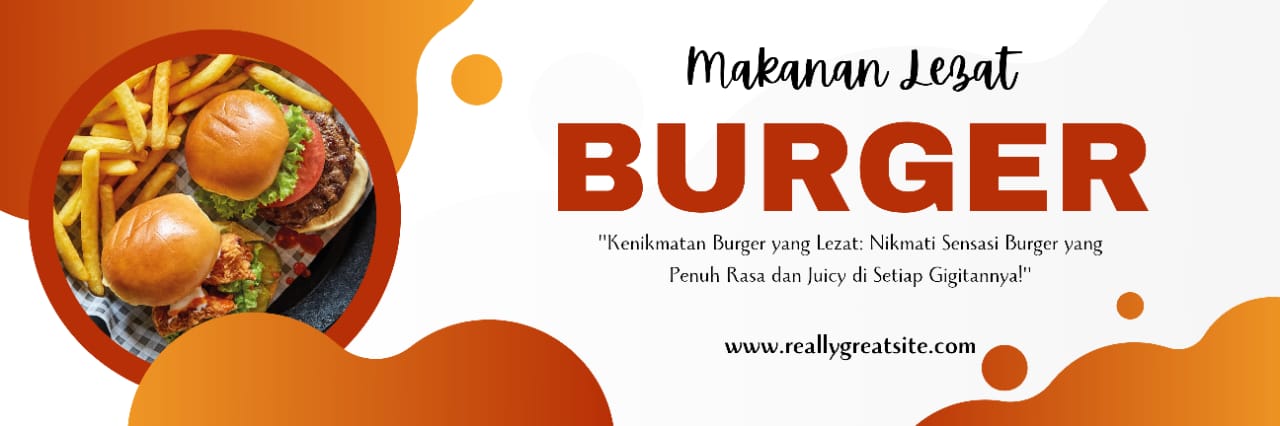 Makanan Lezat
BURGER
"Kenikmatan Burger yang Lezat: Nikmati Sensasi Burger yang
Penuh Rasa dan Juicy di Setiap Gigitannya!"
www.reallygreatsite.com